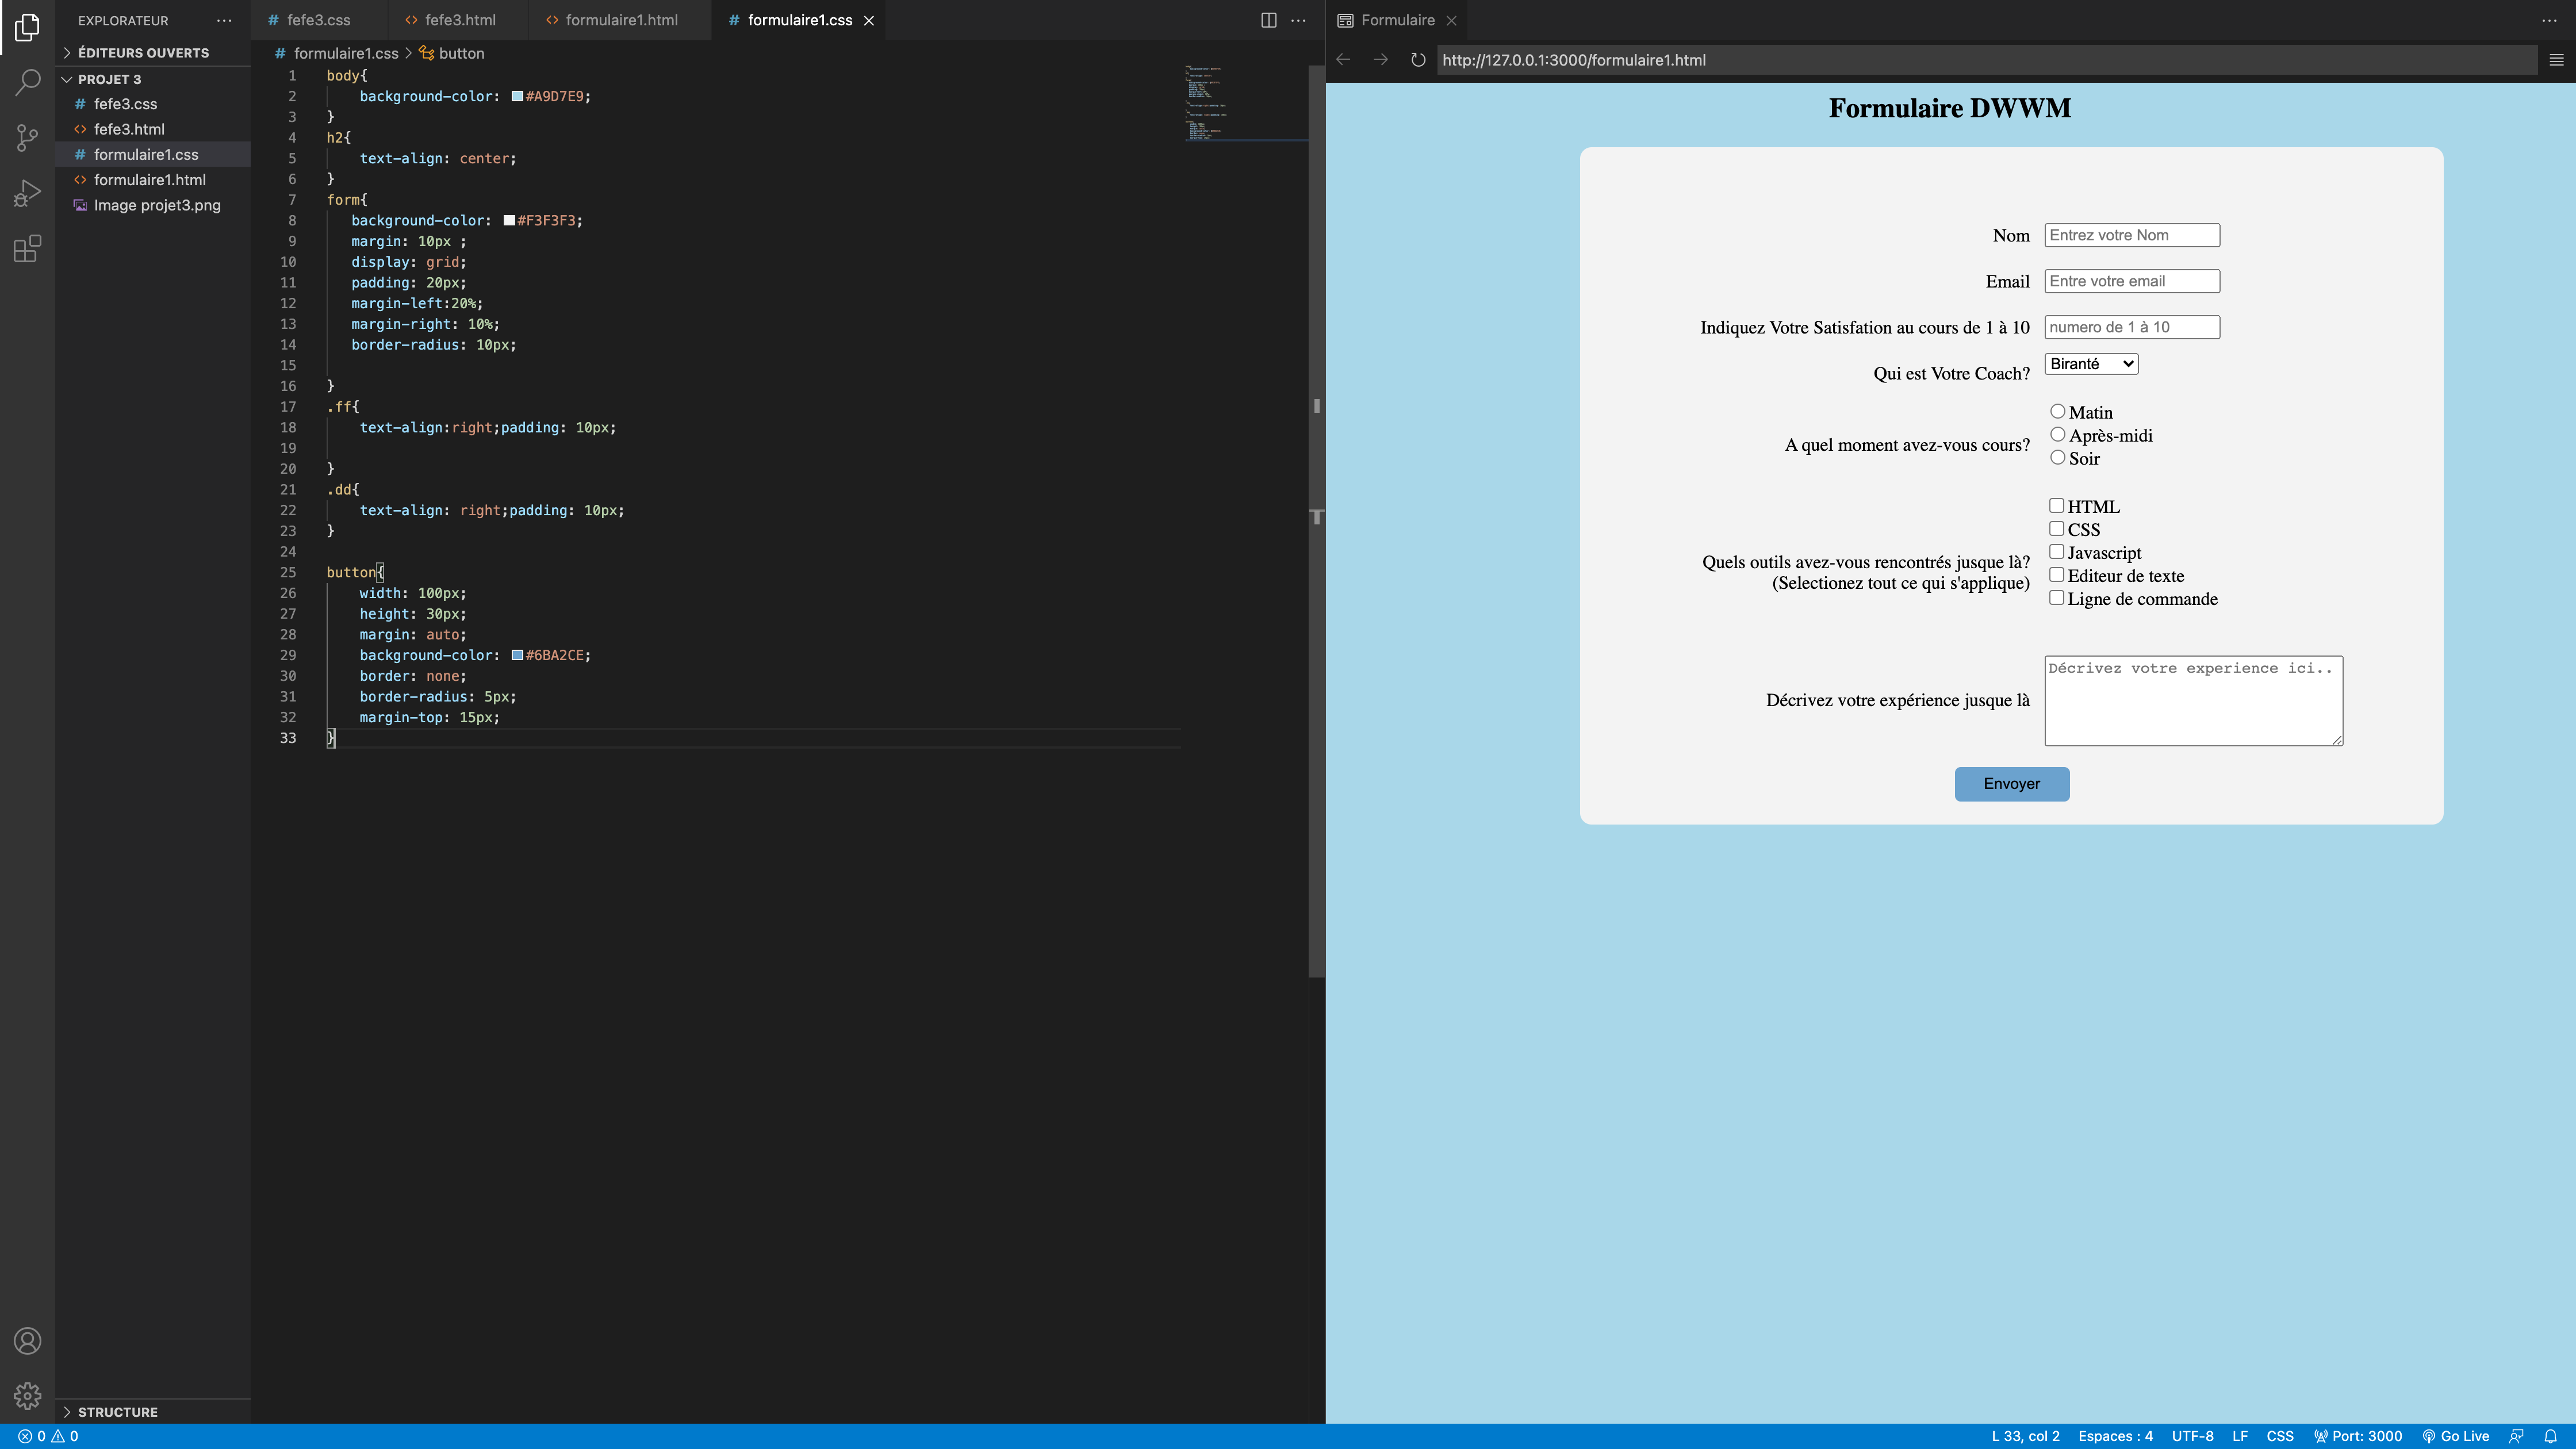 EXPLORATEUR
ÉDITEURS OUVERTS
PROJET 3
fefe3.css
fefe3.html
formulaire1.css
formulaire1.html
Image projet3.png
STRUCTURE
fefe3.css
fefe3.html
formulaire1.html
formulaire1.css
formulaire1.css > button
1 body{
2 background-color: #A9D7E9;
3 }
4 h2{
5 text-align: center;
6 }
7 form{
8 background-color: #F3F3F3;
9 margin: 10px ;
10 display: grid;
11 padding: 20px;
12 margin-left:20%;
13 margin-right: 10%;
14 border-radius: 10px;
15
16 }
17 .ff{
18 text-align:right;padding: 10px;
19
20 }
21 .dd{
22 text-align: right;padding: 10px;
23 }
24
25 button{
26 width: 100px;
27 height: 30px;
28 margin: auto;
29 background-color: #6BA2CE;
30 border: none;
31 border-radius: 5px;
32 margin-top: 15px;
33 }
Formulaire
http://127.0.0.1:3000/formulaire1.html
Formulaire DWWM
Nom Entrez votre Nom
Email Entre votre email
Indiquez Votre Satisfation au cours de 1 à 10 numero de 1 à 10
Qui est Votre Coach? Biranté
A quel moment avez-vous cours?
Matin
Après-midi
Soir
Quels outils avez-vous rencontrés jusque là?
(Selectionez tout ce qui s'applique)
HTML
CSS
Javascript
Editeur de texte
Ligne de commande
Décrivez votre expérience jusque là
Décrivez votre experience ici..
Envoyer
0 0
L 33, col 2 Espaces : 4 UTF-8 LF CSS Port: 3000 Go Live